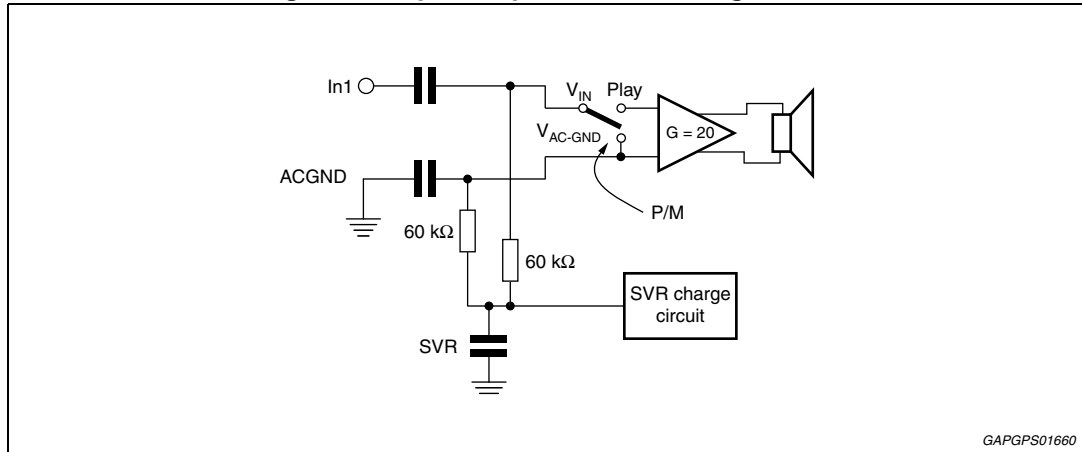 In1
V_IN
Play
V_AC-GND
G = 20
ACGND
P/M
60 kΩ
60 kΩ
SVR charge
circuit
SVR
GAPGPS01660